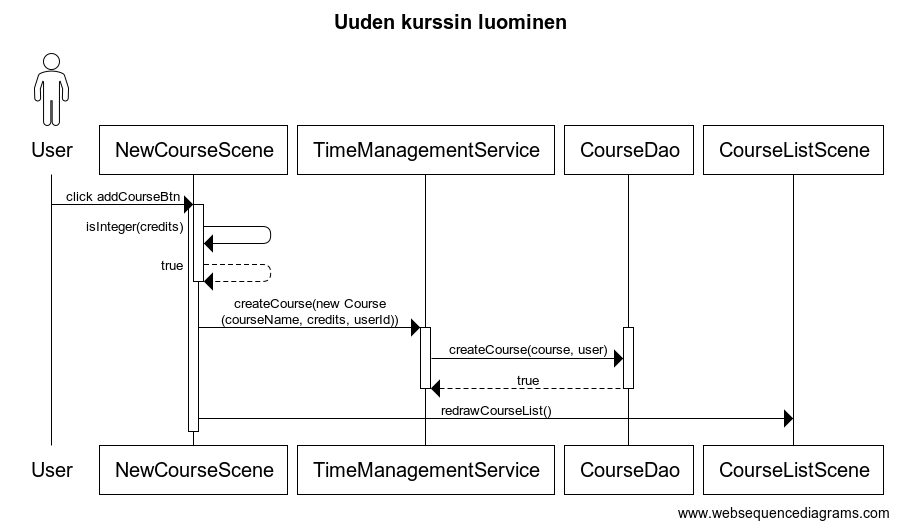 Uuden kurssin luominen
User
NewCourseScene
TimeManagementService
CourseDao
CourseListScene
click addCourseBtn
isInteger(credits)
true
createCourse(new Course
(courseName, credits, userId))
createCourse(course, user)
true
redrawCourseList()
User
NewCourseScene
TimeManagementService
CourseDao
CourseListScene
www.websequencediagrams.com